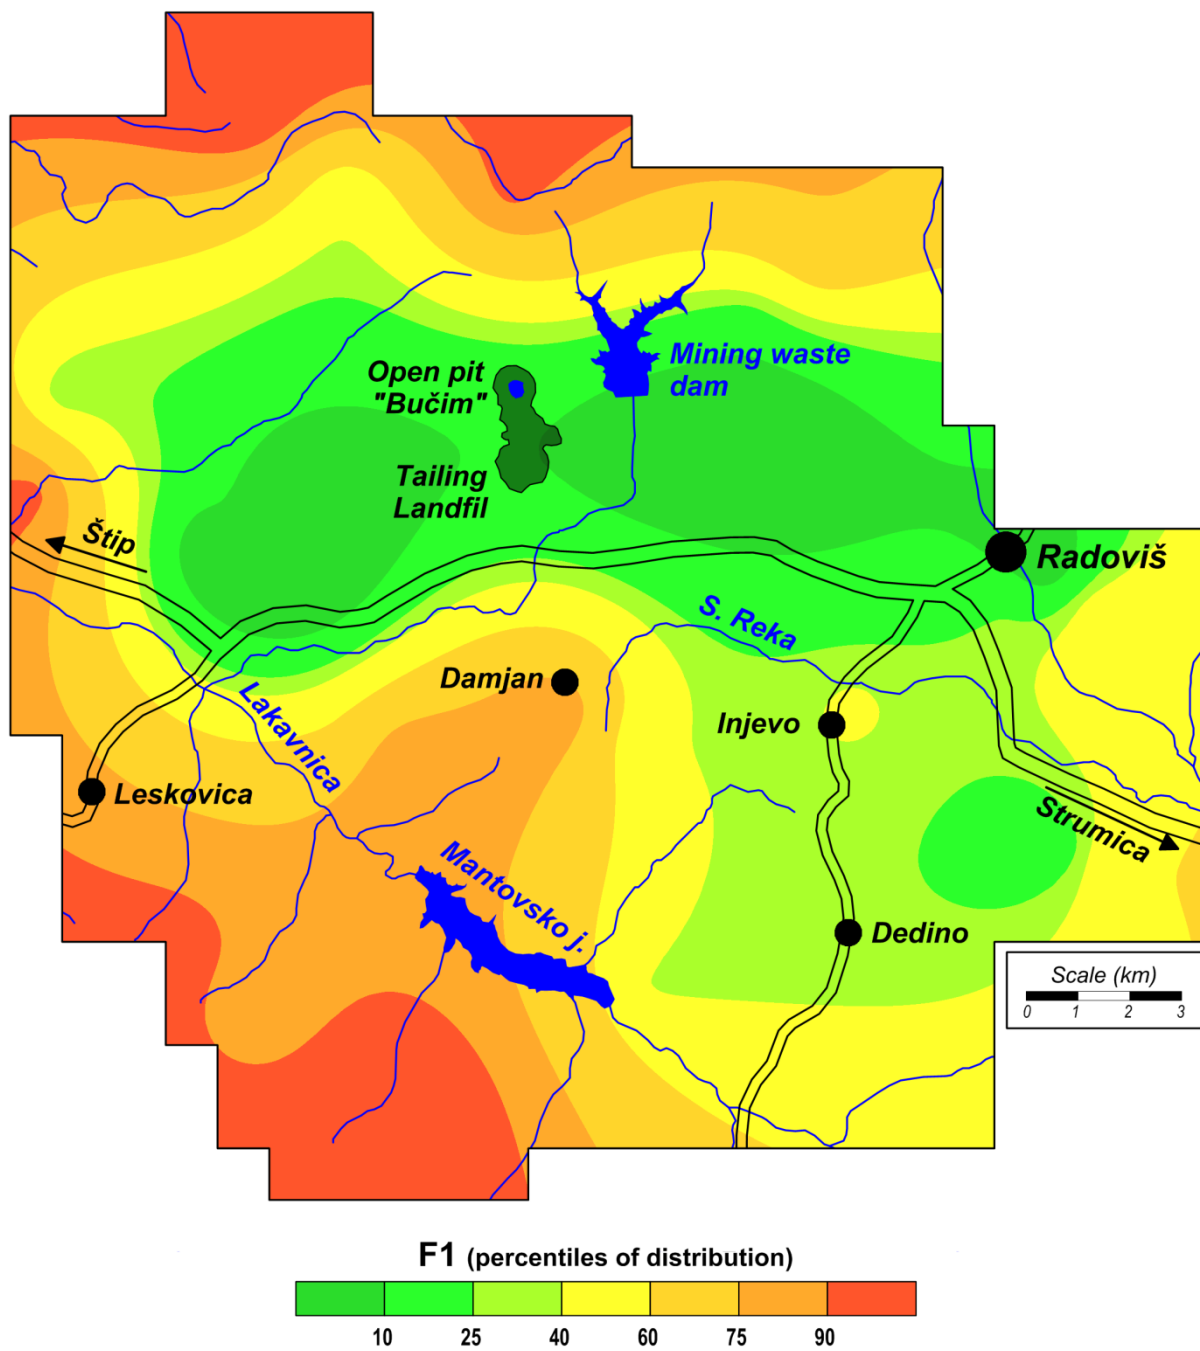 Open pit
"Bučim"
Mining waste
dam
Tailing
Landfil
Štip
Radoviš
S. Reka
Damjan
Lakavnica
Injevo
Leskovica
Strumica
Mantovsko j.
Dedino
Scale (km)
0 1 2 3
F1 (percentiles of distribution)
10 25 40 60 75 90